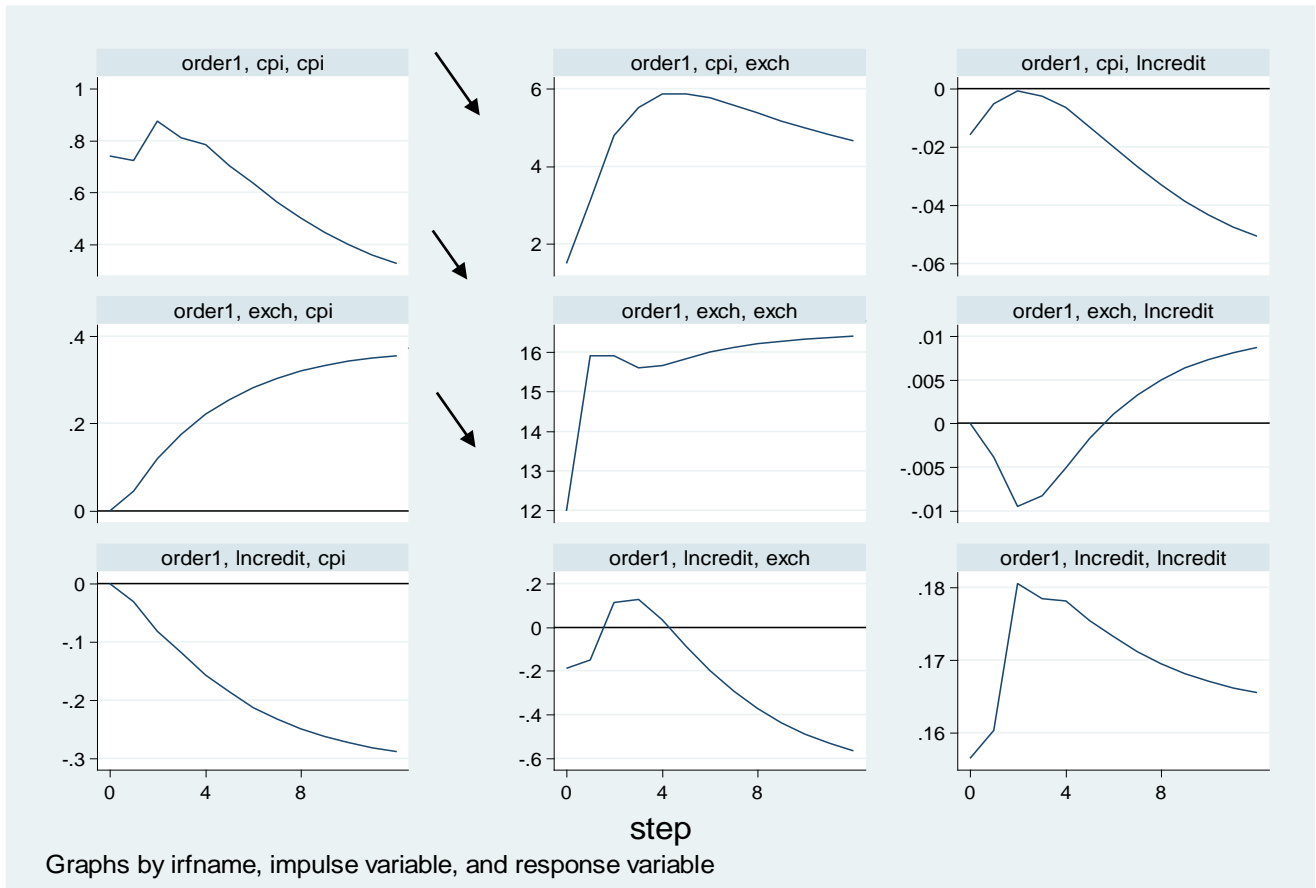 order1, cpi, cpi
1
.8
.6
.4
order1, cpi, exch
6
4
2
order1, cpi, lncredit
0
-.02
-.04
-.06
order1, exch, cpi
.4
.2
0
order1, exch, exch
16
15
14
13
12
order1, exch, lncredit
.01
.005
0
-.005
-.01
order1, lncredit, cpi
0
-.1
-.2
-.3
0 4 8
order1, lncredit, exch
.2
0
-.2
-.4
-.6
0 4 8
order1, lncredit, lncredit
.18
.17
.16
0 4 8
step
Graphs by irfname, impulse variable, and response variable